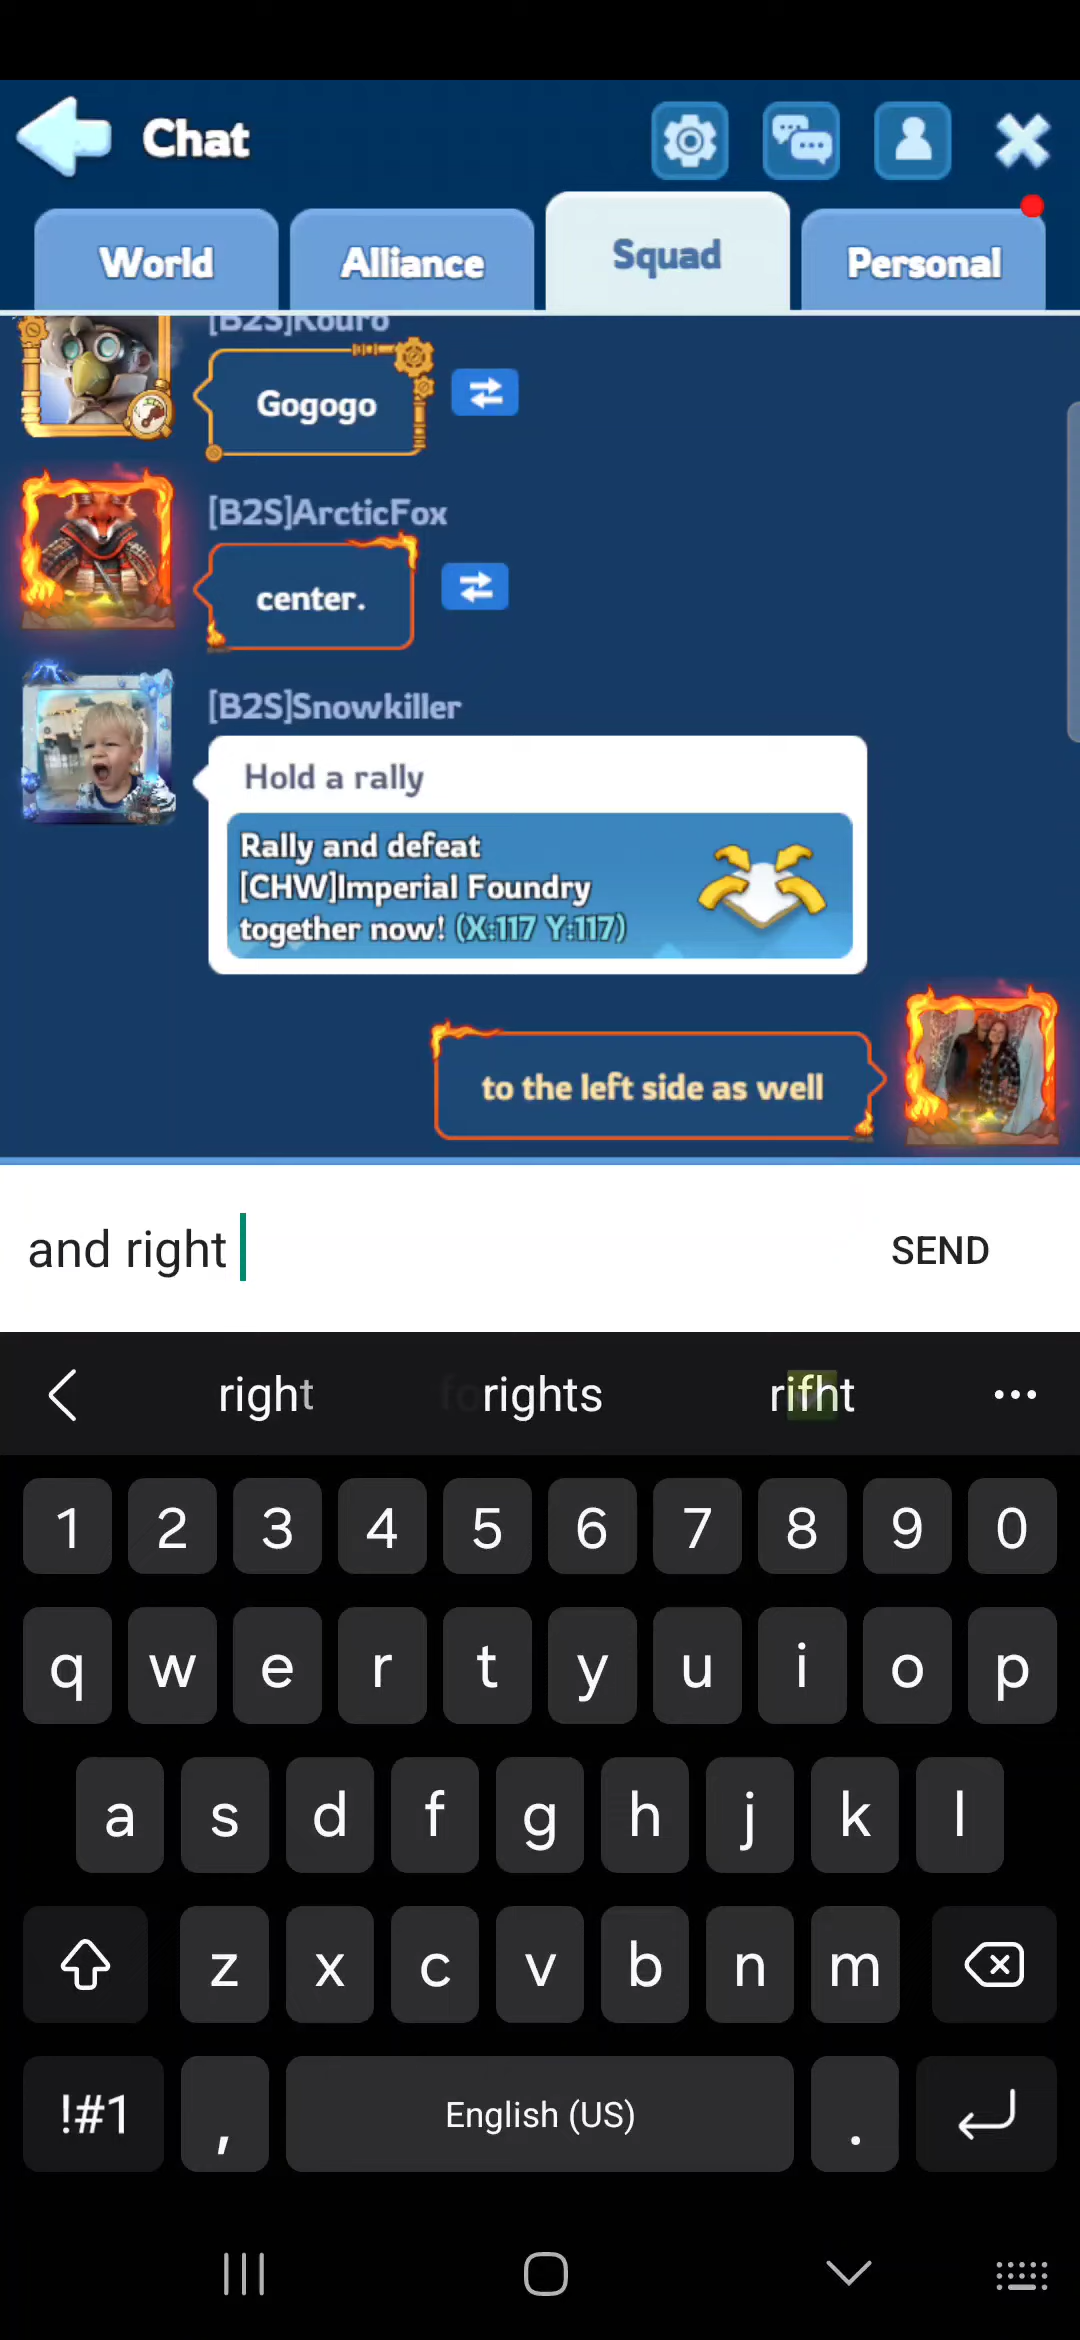 Chat
World
Alliance
Squad
Personal
[B2S]Kouro
Gogogo
[B2S]ArcticFox
center.
[B2S]Snowkiller
Hold a rally
Rally and defeat
[CHW]Imperial Foundry
together now! (X:117 Y:117)
to the left side as well
and right
SEND
right
rights
rifht
1 2 3 4 5 6 7 8 9 0
q w e r t y u i o p
a s d f g h j k l
z x c v b n m
!#1 , English (US) .